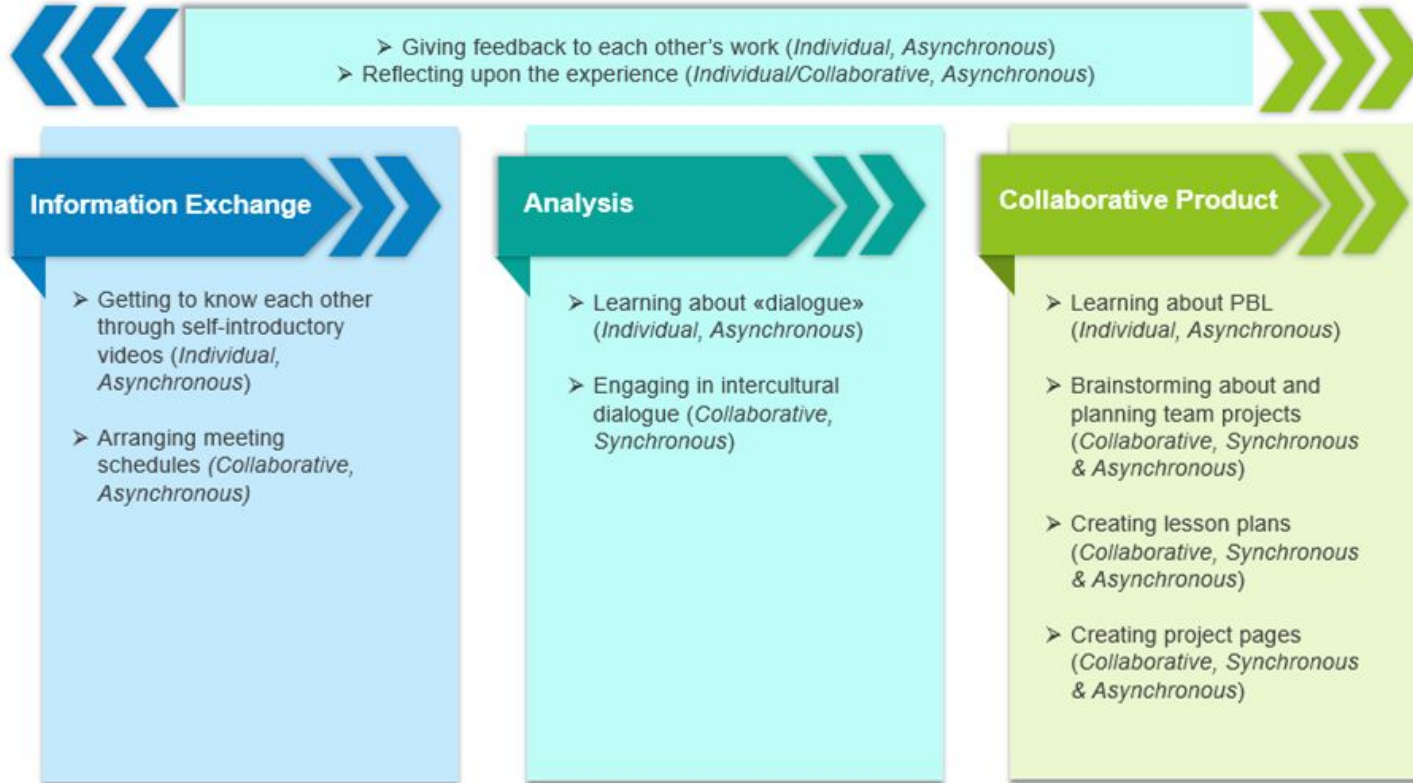 ➢ Giving feedback to each other's work (Individual, Asynchronous)
➢ Reflecting upon the experience (Individual/Collaborative, Asynchronous)
Information Exchange
➢ Getting to know each other
through self-introductory
videos (Individual,
Asynchronous)
➢ Arranging meeting
schedules (Collaborative,
Asynchronous)
Analysis
➢ Learning about «dialogue»
(Individual, Asynchronous)
➢ Engaging in intercultural
dialogue (Collaborative,
Synchronous)
Collaborative Product
➢ Learning about PBL
(Individual, Asynchronous)
➢ Brainstorming about and
planning team projects
(Collaborative, Synchronous
& Asynchronous)
➢ Creating lesson plans
(Collaborative, Synchronous
& Asynchronous)
➢ Creating project pages
(Collaborative, Synchronous
& Asynchronous)